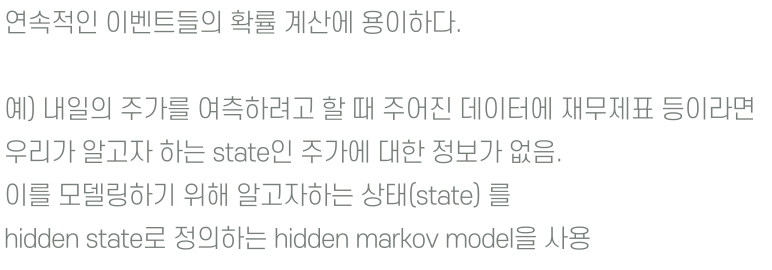 연속적인 이벤트들의 확률 계산에 용이하다.
예) 내일의 주가를 여측하려고 할 때 주어진 데이터에 재무제표 등이라면
우리가 알고자 하는 state인 주가에 대한 정보가 없음.
이를 모델링하기 위해 알고자하는 상태(state) 를
hidden state로 정의하는 hidden markov model을 사용